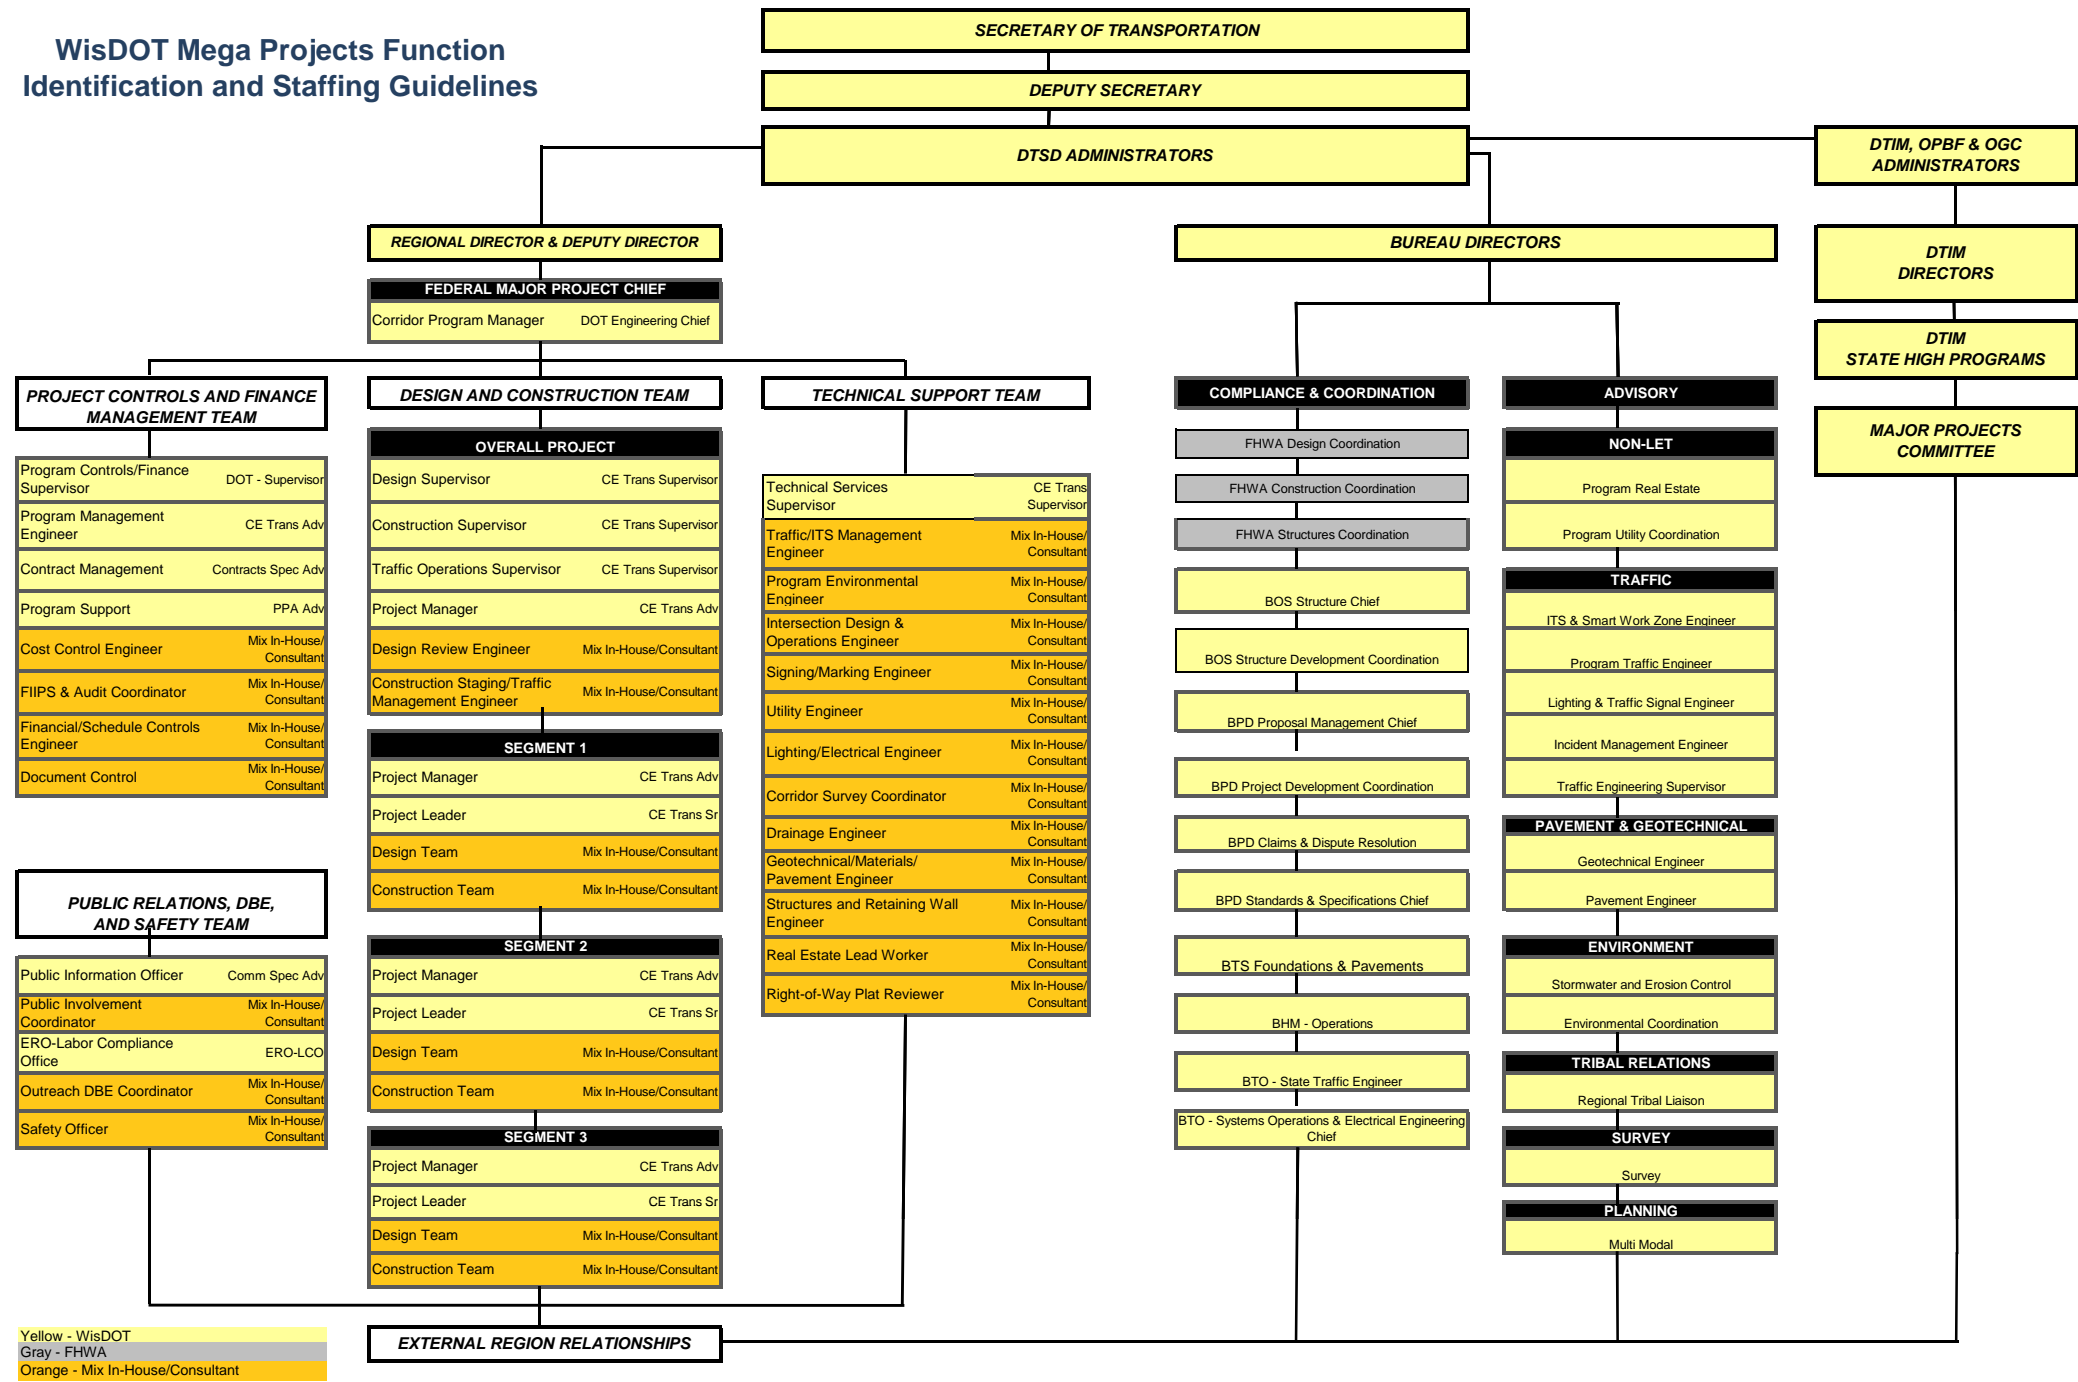 WisDOT Mega Projects Function
Identification and Staffing Guidelines
SECRETARY OF TRANSPORTATION
DEPUTY SECRETARY
DTSD ADMINISTRATORS
DTIM, OPBF & OGC
ADMINISTRATORS
REGIONAL DIRECTOR & DEPUTY DIRECTOR
BUREAU DIRECTORS
DTIM
DIRECTORS
FEDERAL MAJOR PROJECT CHIEF
Corridor Program Manager DOT Engineering Chief
DTIM
STATE HIGH PROGRAMS
MAJOR PROJECTS
COMMITTEE
PROJECT CONTROLS AND FINANCE
MANAGEMENT TEAM
Program Controls/Finance
Supervisor
DOT - Supervisor
Program Management
Engineer
CE Trans Adv
Contract Management Contracts Spec Adv
Program Support PPA Adv
Cost Control Engineer
Mix In-House/
Consultant
FIIPS & Audit Coordinator
Mix In-House/
Consultant
Financial/Schedule Controls
Engineer
Mix In-House/
Consultant
Document Control
Mix In-House/
Consultant
PUBLIC RELATIONS, DBE,
AND SAFETY TEAM
Public Information Officer Comm Spec Adv
Public Involvement
Coordinator
Mix In-House/
Consultant
ERO-Labor Compliance
Office
ERO-LCO
Outreach DBE Coordinator
Mix In-House/
Consultant
Safety Officer
Mix In-House/
Consultant
DESIGN AND CONSTRUCTION TEAM
OVERALL PROJECT
Design Supervisor CE Trans Supervisor
Construction Supervisor CE Trans Supervisor
Traffic Operations Supervisor CE Trans Supervisor
Project Manager CE Trans Adv
Design Review Engineer Mix In-House/Consultant
Construction Staging/Traffic
Management Engineer
Mix In-House/Consultant
SEGMENT 1
Project Manager CE Trans Adv
Project Leader CE Trans Sr
Design Team Mix In-House/Consultant
Construction Team Mix In-House/Consultant
SEGMENT 2
Project Manager CE Trans Adv
Project Leader CE Trans Sr
Design Team Mix In-House/Consultant
Construction Team Mix In-House/Consultant
SEGMENT 3
Project Manager CE Trans Adv
Project Leader CE Trans Sr
Design Team Mix In-House/Consultant
Construction Team Mix In-House/Consultant
TECHNICAL SUPPORT TEAM
Technical Services
Supervisor
CE Trans
Supervisor
Traffic/ITS Management
Engineer
Mix In-House/
Consultant
Program Environmental
Engineer
Mix In-House/
Consultant
Intersection Design &
Operations Engineer
Mix In-House/
Consultant
Signing/Marking Engineer
Mix In-House/
Consultant
Utility Engineer
Mix In-House/
Consultant
Lighting/Electrical Engineer
Mix In-House/
Consultant
Corridor Survey Coordinator
Mix In-House/
Consultant
Drainage Engineer
Mix In-House/
Consultant
Geotechnical/Materials/
Pavement Engineer
Mix In-House/
Consultant
Structures and Retaining Wall
Engineer
Mix In-House/
Consultant
Real Estate Lead Worker
Mix In-House/
Consultant
Right-of-Way Plat Reviewer
Mix In-House/
Consultant
COMPLIANCE & COORDINATION
FHWA Design Coordination
FHWA Construction Coordination
FHWA Structures Coordination
BOS Structure Chief
BOS Structure Development Coordination
BPD Proposal Management Chief
BPD Project Development Coordination
BPD Claims & Dispute Resolution
BPD Standards & Specifications Chief
BTS Foundations & Pavements
BHM - Operations
BTO - State Traffic Engineer
BTO - Systems Operations & Electrical Engineering
Chief
ADVISORY
NON-LET
Program Real Estate
Program Utility Coordination
TRAFFIC
ITS & Smart Work Zone Engineer
Program Traffic Engineer
Lighting & Traffic Signal Engineer
Incident Management Engineer
Traffic Engineering Supervisor
PAVEMENT & GEOTECHNICAL
Geotechnical Engineer
Pavement Engineer
ENVIRONMENT
Stormwater and Erosion Control
Environmental Coordination
TRIBAL RELATIONS
Regional Tribal Liaison
SURVEY
Survey
PLANNING
Multi Modal
EXTERNAL REGION RELATIONSHIPS
Yellow - WisDOT
Gray - FHWA
Orange - Mix In-House/Consultant